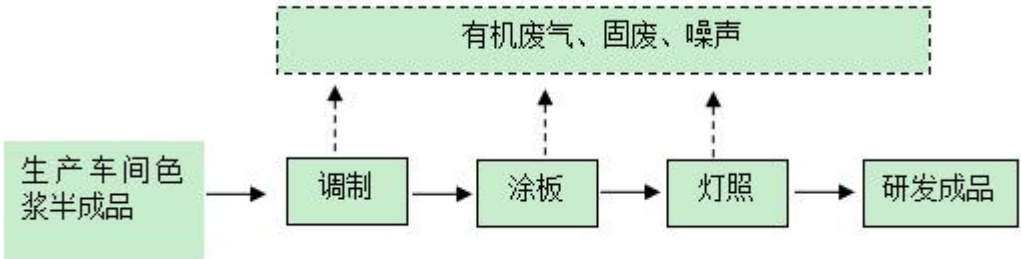 有机废气、固废、噪声
生产车间色
浆半成品
调制
涂板
灯照
研发成品